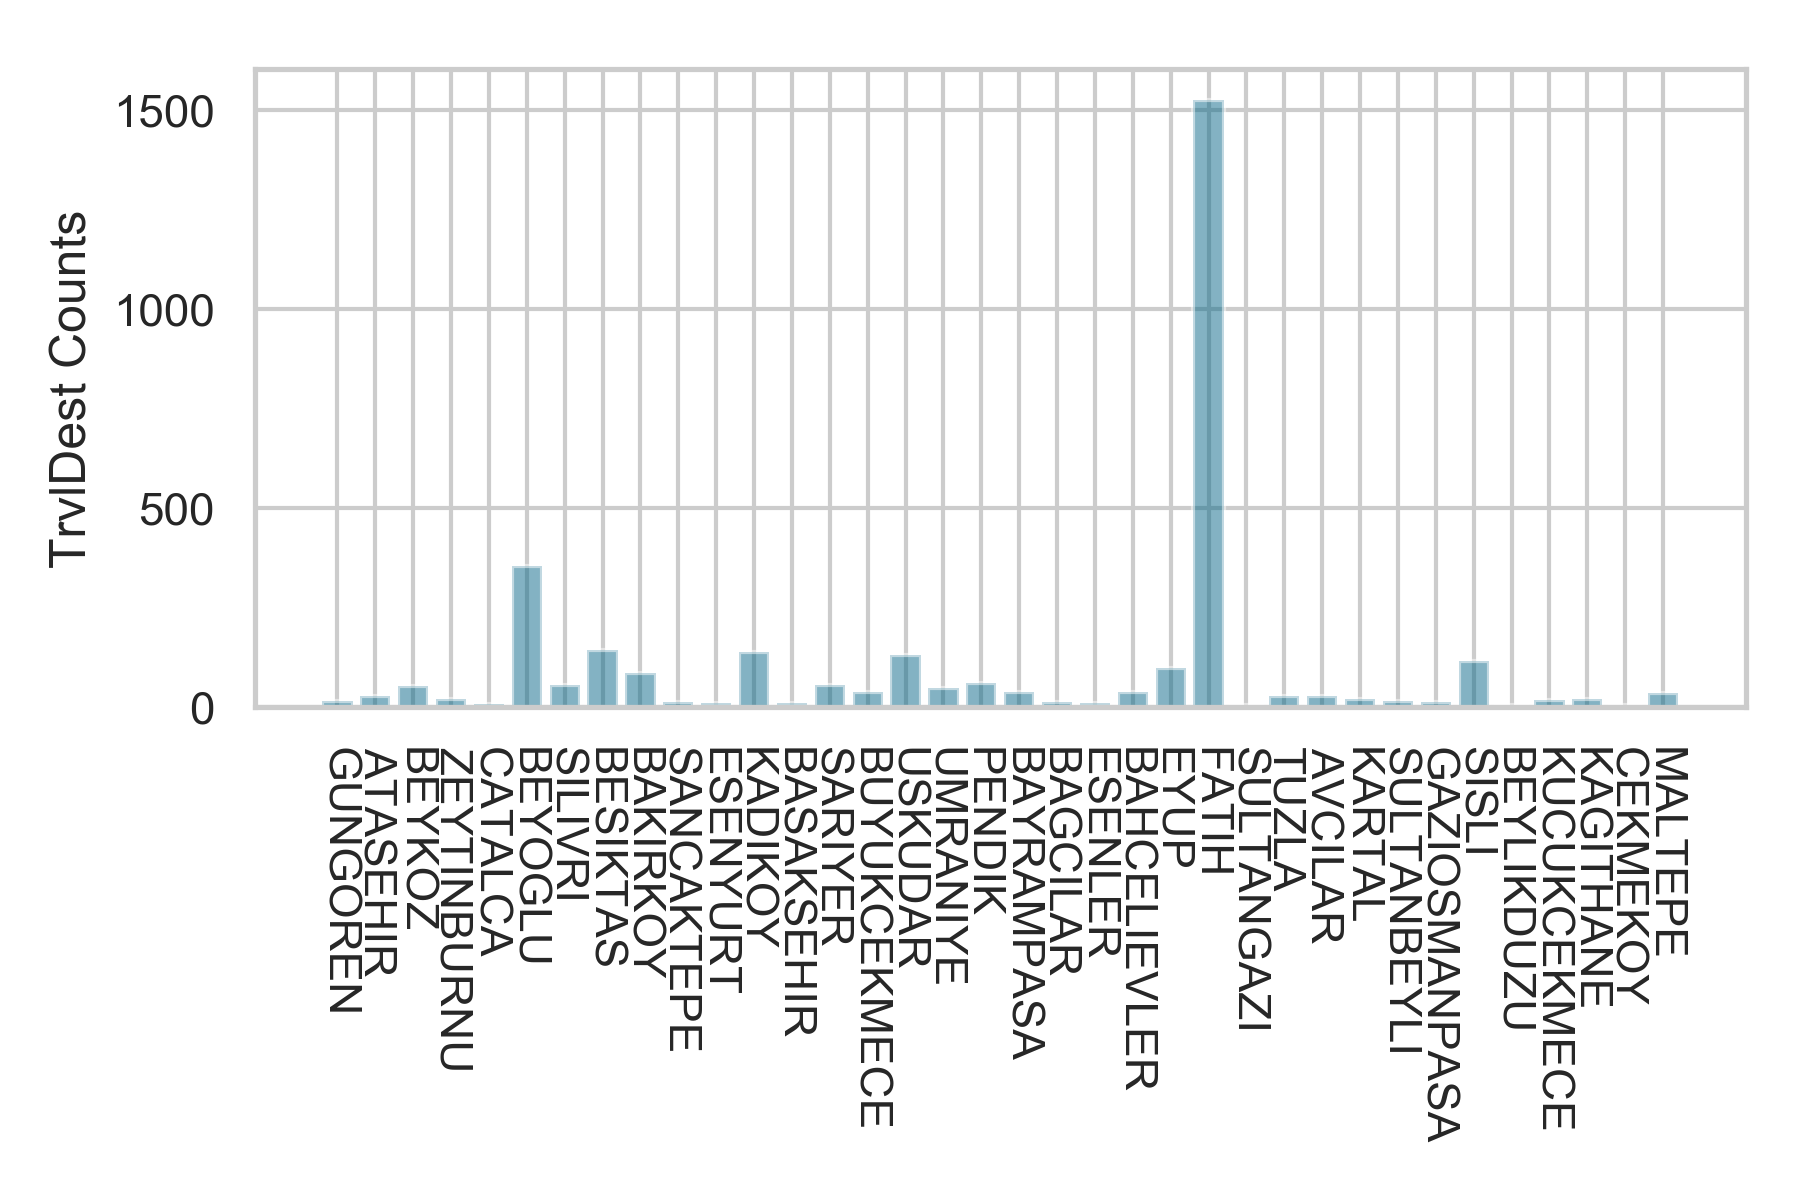 TrvlDest Counts
1500
1000
500
0
GUNGOREN
ATASEHIR
BEYKOZ
ZEYTINBURNU
CATALCA
BEYOGLU
SILIVRI
BESIKTAS
BAKIRKOY
SANCAKTEPE
ESENYURT
KADIKOY
BASAKSEHIR
SARIYER
BUYUKCEKMECE
USKUDAR
UMRANIYE
PENDIK
BAYRAMPASA
BAGCILAR
ESENLER
BAHCELIEVLER
EYUP
FATIH
SULTANGAZI
TUZLA
AVCILAR
KARTAL
SULTANBEYLI
GAZIOSMANPASA
SISLI
BEYLIKDUZU
KUCUKCEKMECE
KAGITHANE
CEKMEKOY
MALTEPE